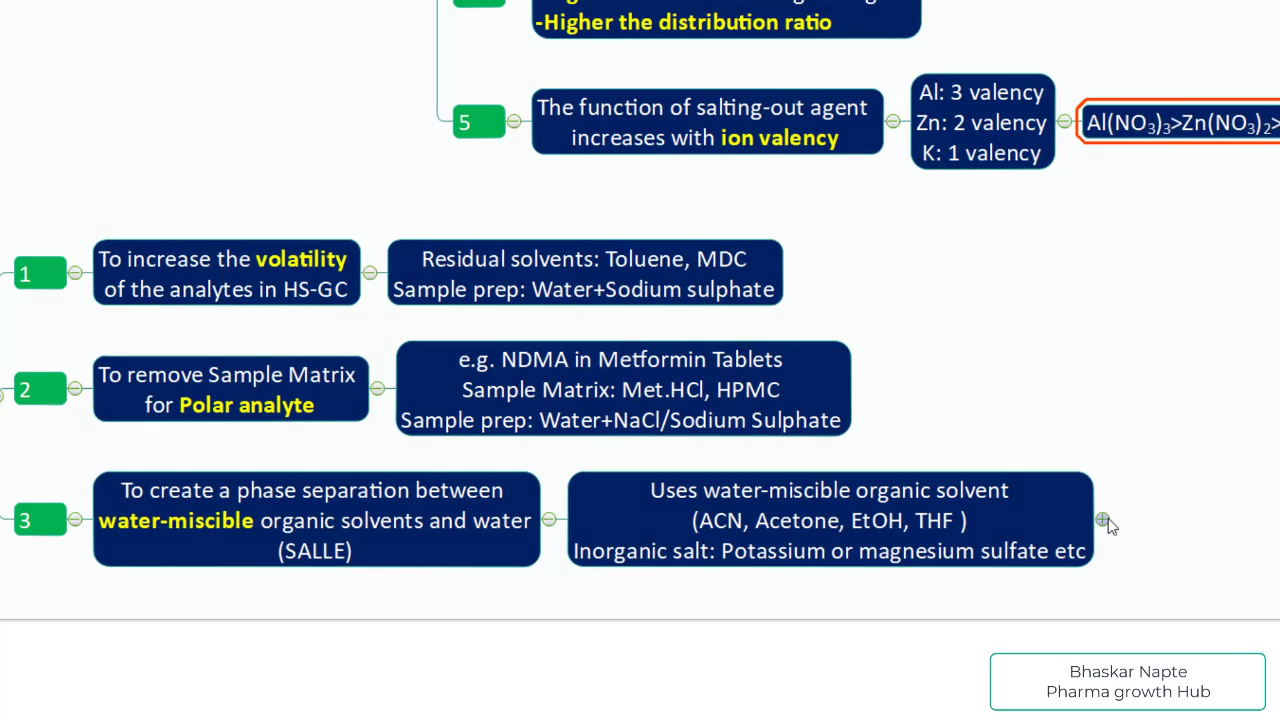 -Higher the distribution ratio
5
The function of salting-out agent
increases with ion valency
Al: 3 valency
Zn: 2 valency
K: 1 valency
Al(NO₃)₃>Zn(NO₃)₂>
1
To increase the volatility
of the analytes in HS-GC
Residual solvents: Toluene, MDC
Sample prep: Water+Sodium sulphate
2
To remove Sample Matrix
for Polar analyte
e.g. NDMA in Metformin Tablets
Sample Matrix: Met.HCl, HPMC
Sample prep: Water+NaCl/Sodium Sulphate
3
To create a phase separation between
water-miscible organic solvents and water
(SALLE)
Uses water-miscible organic solvent
(ACN, Acetone, EtOH, THF )
Inorganic salt: Potassium or magnesium sulfate etc
Bhaskar Napte
Pharma growth Hub